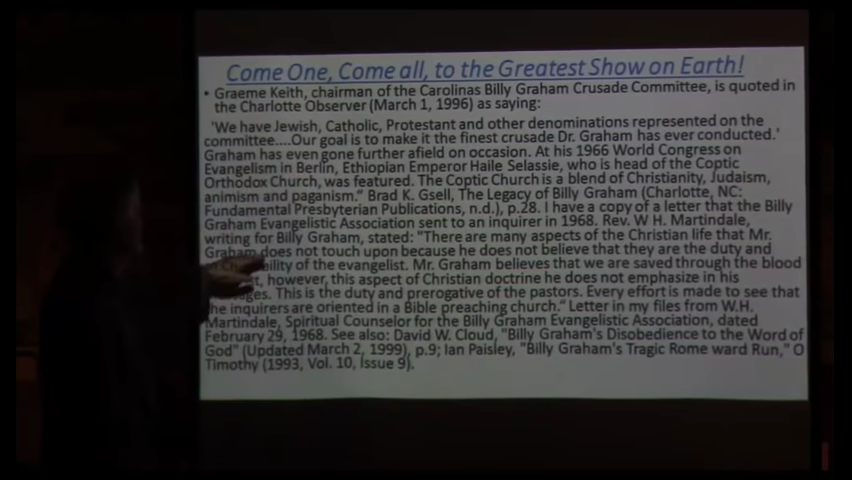 Come One, Come all, to the Greatest Show on Earth!
• Graeme Keith, chairman of the Carolinas Billy Graham Crusade Committee, is quoted in
the Charlotte Observer (March 1, 1996) as saying:
'We have Jewish, Catholic, Protestant and other denominations represented on the
committee....Our goal is to make it the finest crusade Dr. Graham has ever conducted.'
Graham has even gone further afield on occasion. At his 1966 World Congress on
Evangelism in Berlin, Ethiopian Emperor Haile Selassie, who is head of the Coptic
Orthodox Church, was featured. The Coptic Church is a blend of Christianity, Judaism,
animism and paganism." Brad K. Gsell, The Legacy of Billy Graham (Charlotte, NC:
Fundamental Presbyterian Publications, n.d.), p.28. I have a copy of a letter that the Billy
Graham Evangelistic Association sent to an inquirer in 1968. Rev. W H. Martindale,
writing for Billy Graham, stated: "There are many aspects of the Christian life that Mr.
Graham does not touch upon because he does not believe that they are the duty and
of the evangelist. Mr. Graham believes that we are saved through the blood
however, this aspect of Christian doctrine he does not emphasize in his
This is the duty and prerogative of the pastors. Every effort is made to see that
the inquirers are oriented in a Bible preaching church." Letter in my files from W.H.
Martindale, Spiritual Counselor for the Billy Graham Evangelistic Association, dated
February 29, 1968. See also: David W. Cloud, "Billy Graham's Disobedience to the Word of
God" (Updated March 2, 1999), p.9; Ian Paisley, "Billy Graham's Tragic Rome ward Run," O
Timothy (1993, Vol. 10, Issue 9).